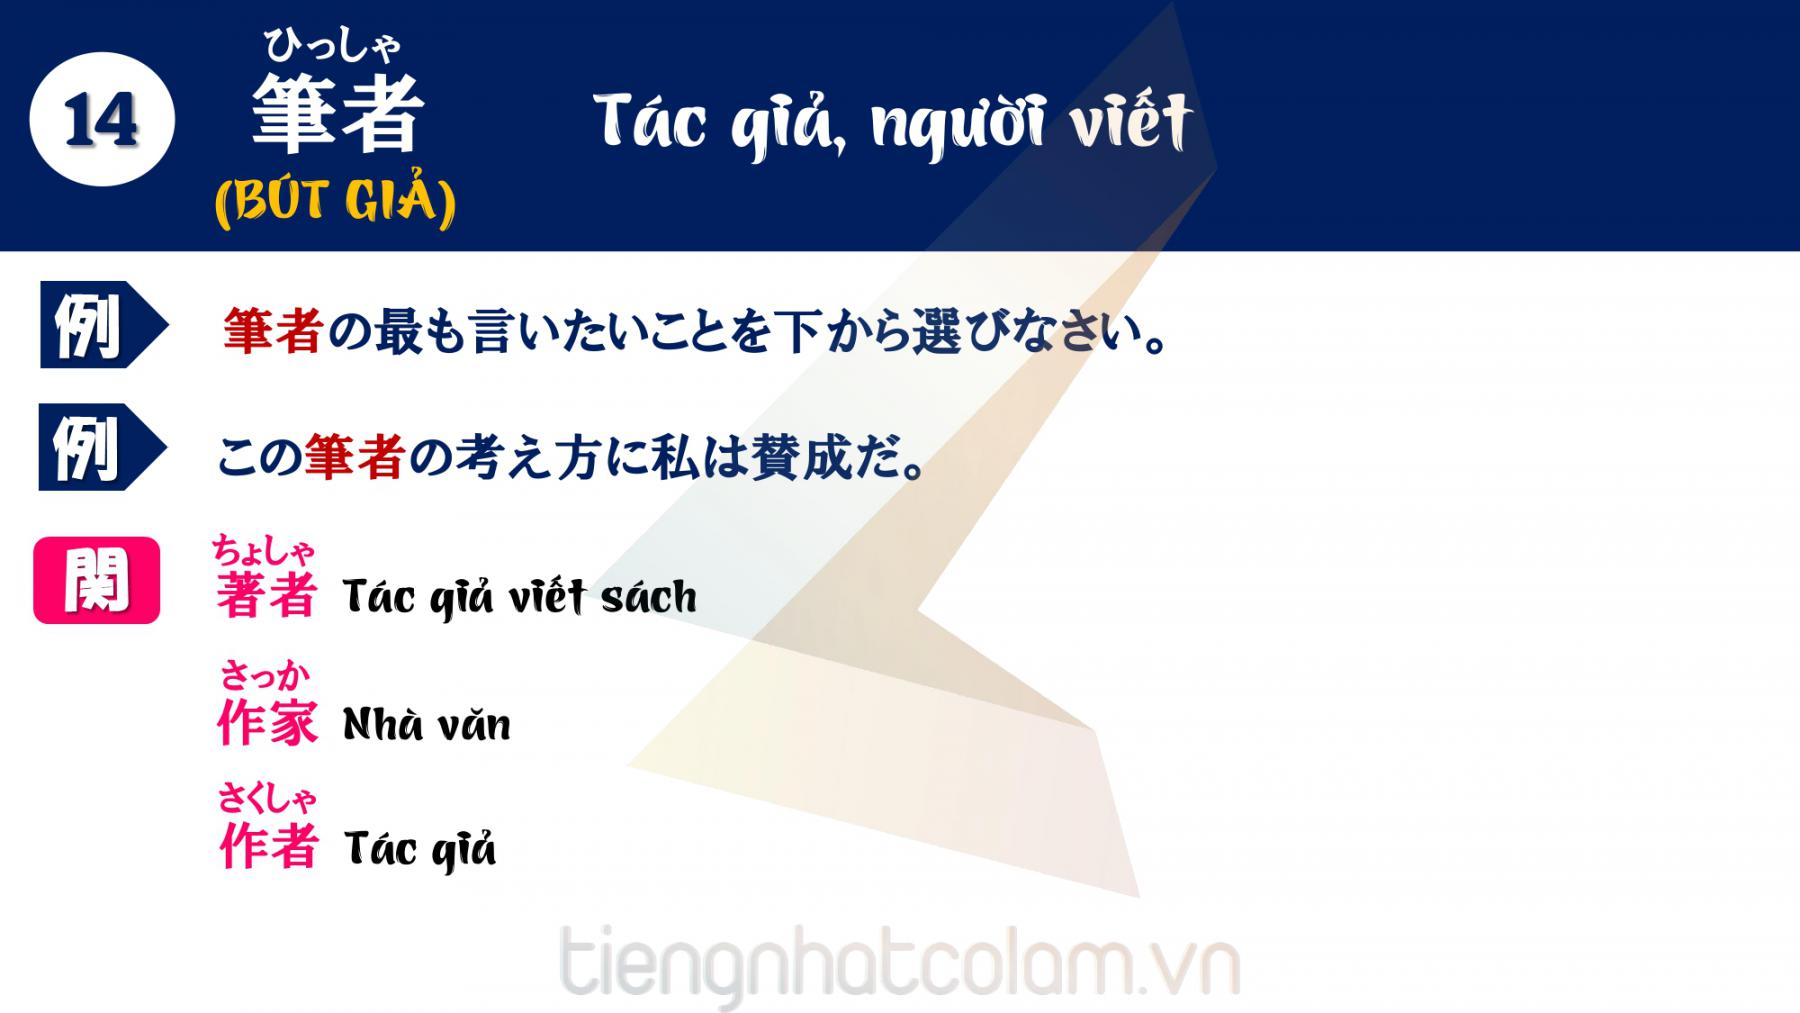 ひっしゃ
14 筆者 Tác giả, người viết
(BÚT GIẢ)
例 筆者の最も言いたいことを下から選びなさい。
例 この筆者の考え方に私は賛成だ。
ちょしゃ
関 著者 Tác giả viết sách
さっか
作家 Nhà văn
さくしゃ
作者 Tác giả
tiengnhatcolam.vn